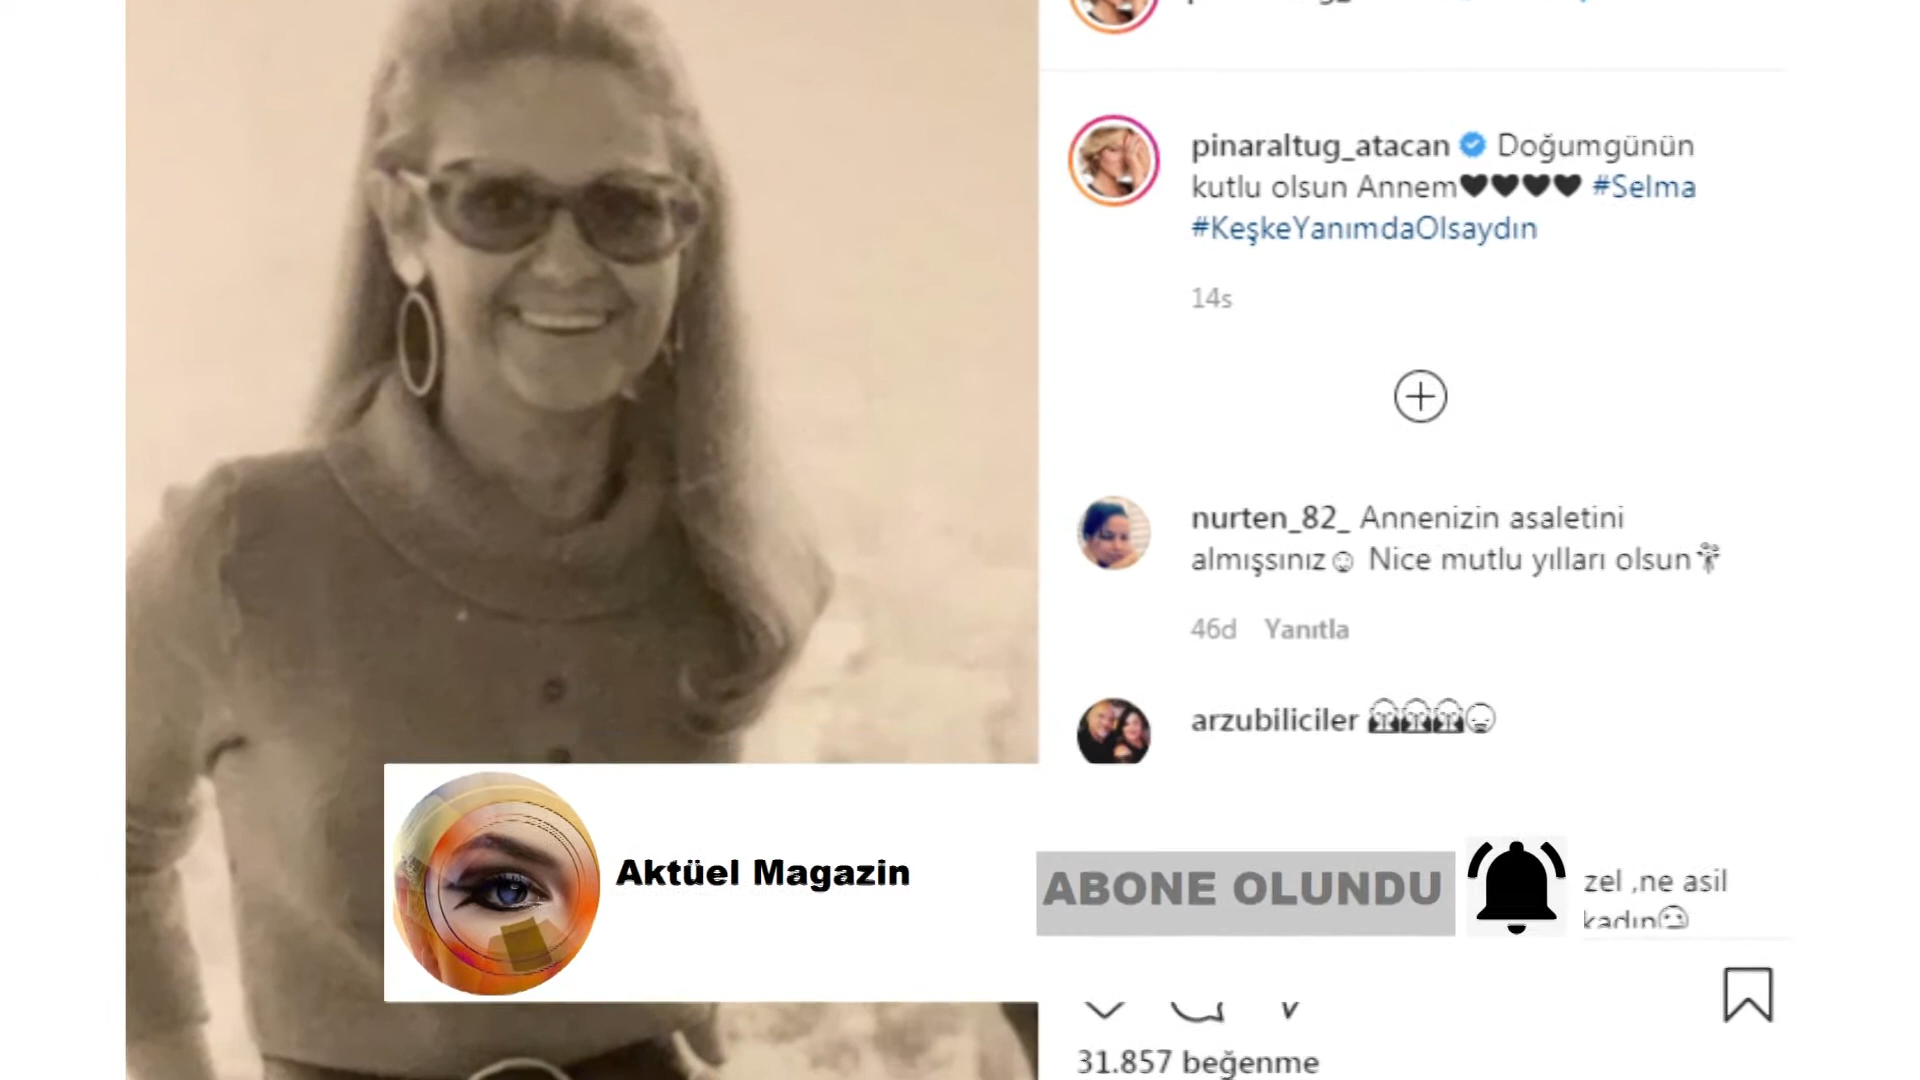 pinaraltug_atacan Doğumgünün
kutlu olsun Annem🖤🖤🖤🖤 #Selma
#KeşkeYanımdaOlsaydın
14s
nurten_82_ Annenizin asaletini
almışsınız Nice mutlu yılları olsun
46d Yanıtla
arzubiliciler
Aktüel Magazin
ABONE OLUNDU
zel ,ne asil
kadın
31.857 beğenme